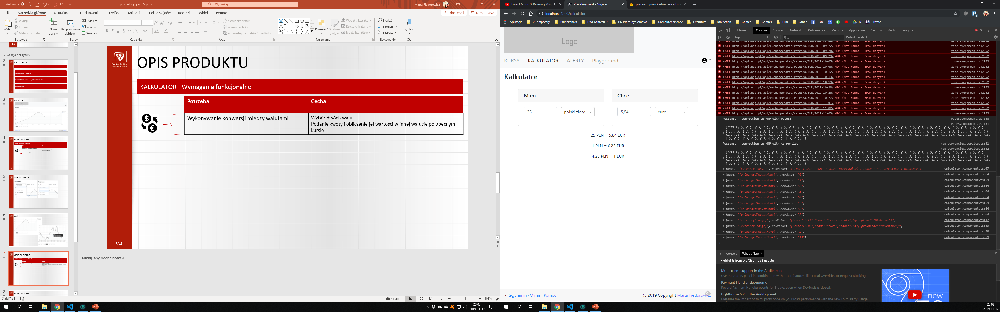 Autozapis
prezentacja part IV.pptx
Wyszukaj
Marta Fiedorowicz
Plik Narzędzia główne Wstawianie Projektowanie Przejścia Animacje Pokaz slajdów Recenzja Widok Pomoc
Udostępnij Komentarze
Wklej
Wytnij
Kopiuj
Malarz formatów
Schowek
Nowy slajd
Użyj ponownie slajdów
Układ
Resetuj
Sekcja
Slajdy
12
Czcionka
Kierunek tekstu
Wyrównaj tekst
Konwertuj na grafikę SmartArt
Akapit
Rozmieść
Szybkie style
Wypełn. kształtu
Kontury kształtu
Efekty kształtów
Rysowanie
Znajdź
Zamień
Zaznacz
Edytowanie
Dyktafon
Głos
Sekcja bez tytułu
2
SPIS TREŚCI
3
PRODUKT
4
OPIS PRODUKTU
5
Droplista walut
6
Wykres
7
OPIS PRODUKTU
8
OPIS PRODUKTU
Politechnika
Wrocławska
OPIS PRODUKTU
KALKULATOR - Wymagania funkcjonalne
Potrzeba Cecha
Wykonywanie konwersji między walutami
Wybór dwóch walut
Podanie kwoty i obliczenie jej wartości w innej walucie po obecnym
kursie
7/18
Kliknij, aby dodać notatki
Slajd 7 z 9
Notatki
109%
23:03
2019-11-17
Forest Music & Relaxing Mag
PracaInzynierskaAngular
praca-inzynierska-firebase – Fun
localhost:4200/calculator
Aplikacje 0 Temporary Politechnika PWr Semestr 7 PD Praca dyplomowa Computer science Literature Fan fiction Games Comics Film Other N Private
Logo
KURSY KALKULATOR ALERTY Playground
Kalkulator
Mam
25 polski złoty
Chce
5,84 euro
25 PLN = 5.84 EUR
1 PLN = 0.23 EUR
4.28 PLN = 1 EUR
· Regulamin · O nas · Pomoc
© 2019 Copyright Marta Fiedorowicz
Elements Console Sources Network Performance Memory Application Security Audits Augury
69
top
Filter
Default levels
GET http://api.nbp.pl/api/exchangerates/rates/a/EUR/2019-09-22/ 404 (Not Found - Brak danych) zone-evergreen.js:2952
GET http://api.nbp.pl/api/exchangerates/rates/a/EUR/2019-09-28/ 404 (Not Found - Brak danych) zone-evergreen.js:2952
GET http://api.nbp.pl/api/exchangerates/rates/a/EUR/2019-09-29/ 404 (Not Found - Brak danych) zone-evergreen.js:2952
GET http://api.nbp.pl/api/exchangerates/rates/a/EUR/2019-10-05/ 404 (Not Found - Brak danych) zone-evergreen.js:2952
GET http://api.nbp.pl/api/exchangerates/rates/a/EUR/2019-10-06/ 404 (Not Found - Brak danych) zone-evergreen.js:2952
GET http://api.nbp.pl/api/exchangerates/rates/a/EUR/2019-10-12/ 404 (Not Found - Brak danych) zone-evergreen.js:2952
GET http://api.nbp.pl/api/exchangerates/rates/a/EUR/2019-10-13/ 404 (Not Found - Brak danych) zone-evergreen.js:2952
GET http://api.nbp.pl/api/exchangerates/rates/a/EUR/2019-10-19/ 404 (Not Found - Brak danych) zone-evergreen.js:2952
GET http://api.nbp.pl/api/exchangerates/rates/a/EUR/2019-10-20/ 404 (Not Found - Brak danych) zone-evergreen.js:2952
GET http://api.nbp.pl/api/exchangerates/rates/a/EUR/2019-10-26/ 404 (Not Found - Brak danych) zone-evergreen.js:2952
GET http://api.nbp.pl/api/exchangerates/rates/a/EUR/2019-10-27/ 404 (Not Found - Brak danych) zone-evergreen.js:2952
GET http://api.nbp.pl/api/exchangerates/rates/a/EUR/2019-11-01/ 404 (Not Found - Brak danych) zone-evergreen.js:2952
GET http://api.nbp.pl/api/exchangerates/rates/a/EUR/2019-11-02/ 404 (Not Found - Brak danych) zone-evergreen.js:2952
GET http://api.nbp.pl/api/exchangerates/rates/a/EUR/2019-11-03/ 404 (Not Found - Brak danych) zone-evergreen.js:2952
Response - connection to NBP with rates: rates.component.ts:150
rates.component.ts:151
Response - connection to NBP with currencies: nbp-currencies.service.ts:31
nbp-currencies.service.ts:32
{name: "(currencyChange)", newValue: "{"code":"USD","name":"dolar amerykański","table":"a","groupCode":"Ulubione"}"} calculator.component.ts:47
{name: "(onChangedAmountWant)", newValue: "0"} calculator.component.ts:64
{name: "(onChangedAmountWant)", newValue: "1"} calculator.component.ts:64
{name: "(onChangedAmountWant)", newValue: "2"} calculator.component.ts:64
{name: "(onChangedAmountWant)", newValue: "3"} calculator.component.ts:64
{name: "(onChangedAmountWant)", newValue: "4"} calculator.component.ts:64
{name: "(onChangedAmountWant)", newValue: "5"} calculator.component.ts:64
{name: "(onChangedAmountWant)", newValue: "6"} calculator.component.ts:64
{name: "(onChangedAmountWant)", newValue: "7"} calculator.component.ts:64
{name: "(currencyChange)", newValue: "{"code":"PLN","name":"polski złoty","groupCode":"Ulubione"}"} calculator.component.ts:47
{name: "(currencyChange)", newValue: "{"code":"EUR","name":"euro","table":"a","groupCode":"Ulubione"}"} calculator.component.ts:53
{name: "(onChangedAmountHave)", newValue: "2"} calculator.component.ts:59
{name: "(onChangedAmountHave)", newValue: "25"} calculator.component.ts:59
Console What's New
Highlights from the Chrome 78 update
Multi-client support in the Audits panel
Use the Audits panel in combination with other features, like Local Overrides or Request Blocking.
Payment Handler debugging
Record Payment Handler events for 3 days, even when DevTools is closed.
Lighthouse 5.2 in the Audits panel
Measure the impact of third-party code on your load performance with the new Third-Party Usage
new
23:03
2019-11-17